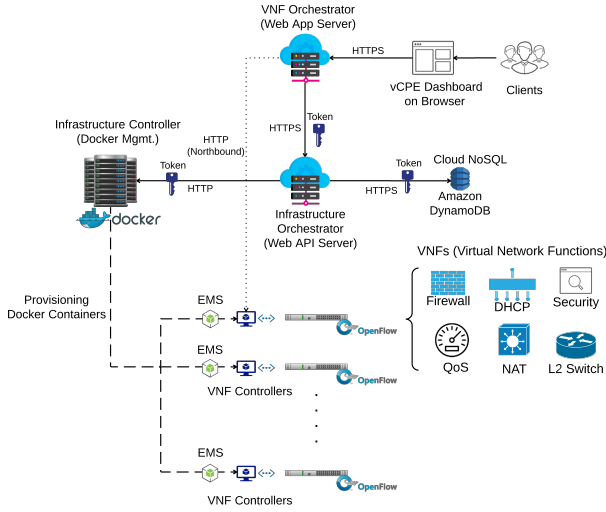 VNF Orchestrator
(Web App Server)
HTTPS
vCPE Dashboard
on Browser
Clients
HTTPS
Token
HTTP
(Northbound)
Infrastructure Controller
(Docker Mgmt.)
Token
HTTP
docker
Infrastructure
Orchestrator
(Web API Server)
Token
HTTPS
Cloud NoSQL
Amazon
DynamoDB
VNFs (Virtual Network Functions)
Firewall
DHCP
Security
QoS
NAT
L2 Switch
Provisioning
Docker Containers
EMS
OpenFlow
EMS
OpenFlow
VNF Controllers
EMS
OpenFlow
VNF Controllers